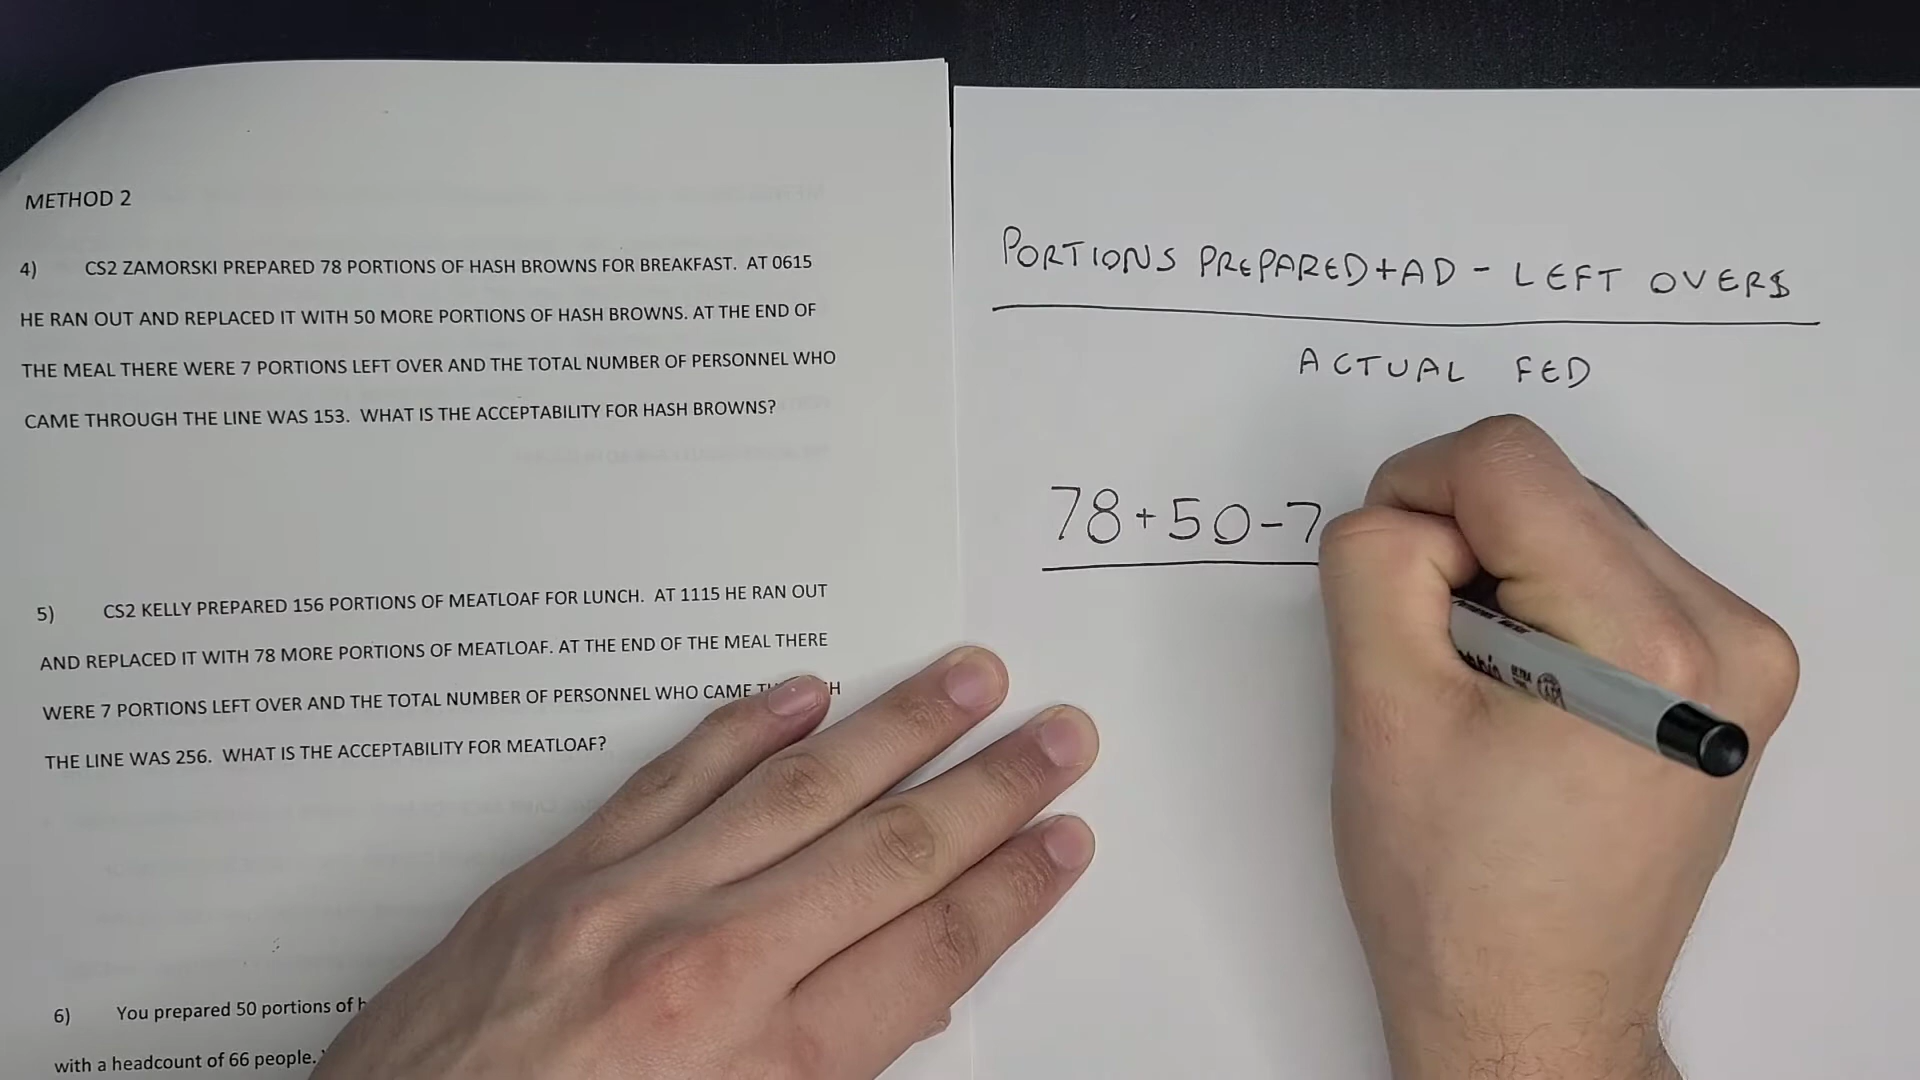 METHOD 2
4) CS2 ZAMORSKI PREPARED 78 PORTIONS OF HASH BROWNS FOR BREAKFAST. AT 0615
HE RAN OUT AND REPLACED IT WITH 50 MORE PORTIONS OF HASH BROWNS. AT THE END OF
THE MEAL THERE WERE 7 PORTIONS LEFT OVER AND THE TOTAL NUMBER OF PERSONNEL WHO
CAME THROUGH THE LINE WAS 153. WHAT IS THE ACCEPTABILITY FOR HASH BROWNS?
5) CS2 KELLY PREPARED 156 PORTIONS OF MEATLOAF FOR LUNCH. AT 1115 HE RAN OUT
AND REPLACED IT WITH 78 MORE PORTIONS OF MEATLOAF. AT THE END OF THE MEAL THERE
WERE 7 PORTIONS LEFT OVER AND THE TOTAL NUMBER OF PERSONNEL WHO CAME
THE LINE WAS 256. WHAT IS THE ACCEPTABILITY FOR MEATLOAF?
6) You prepared 50 portions of
with a headcount of 66 people.
PORTIONS PREPARED+AD - LEFT OVERS
ACTUAL FED
78+50-7